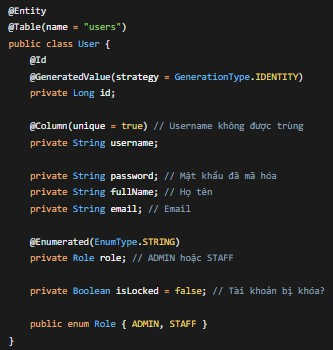 @Entity
@Table(name = "users")
public class User {
@Id
@GeneratedValue(strategy = GenerationType.IDENTITY)
private Long id;
@Column(unique = true) // Username không được trùng
private String username;
private String password; // Mật khẩu đã mã hóa
private String fullName; // Họ tên
private String email; // Email
@Enumerated(EnumType.STRING)
private Role role; // ADMIN hoặc STAFF
private Boolean isLocked = false; // Tài khoản bị khóa?
public enum Role { ADMIN, STAFF }
}